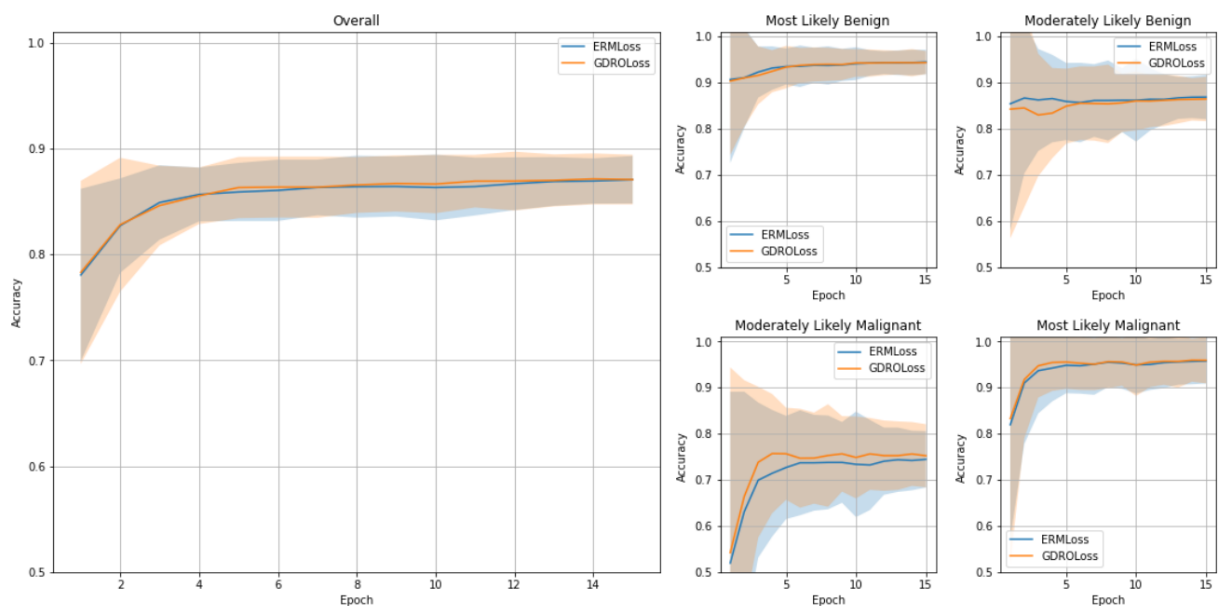 Overall
1.0
0.9
0.8
0.7
0.6
0.5
Accuracy
2
4
6
8
10
12
14
Epoch
ERMLoss
GDROLoss
Most Likely Benign
1.0
0.9
0.8
0.7
0.6
0.5
Accuracy
5
10
15
Epoch
ERMLoss
GDROLoss
Moderately Likely Benign
1.0
0.9
0.8
0.7
0.6
0.5
Accuracy
5
10
15
Epoch
ERMLoss
GDROLoss
Moderately Likely Malignant
1.0
0.9
0.8
0.7
0.6
0.5
Accuracy
5
10
15
Epoch
ERMLoss
GDROLoss
Most Likely Malignant
1.0
0.9
0.8
0.7
0.6
0.5
Accuracy
5
10
15
Epoch
ERMLoss
GDROLoss